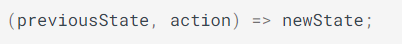 (previousState, action) => newState;